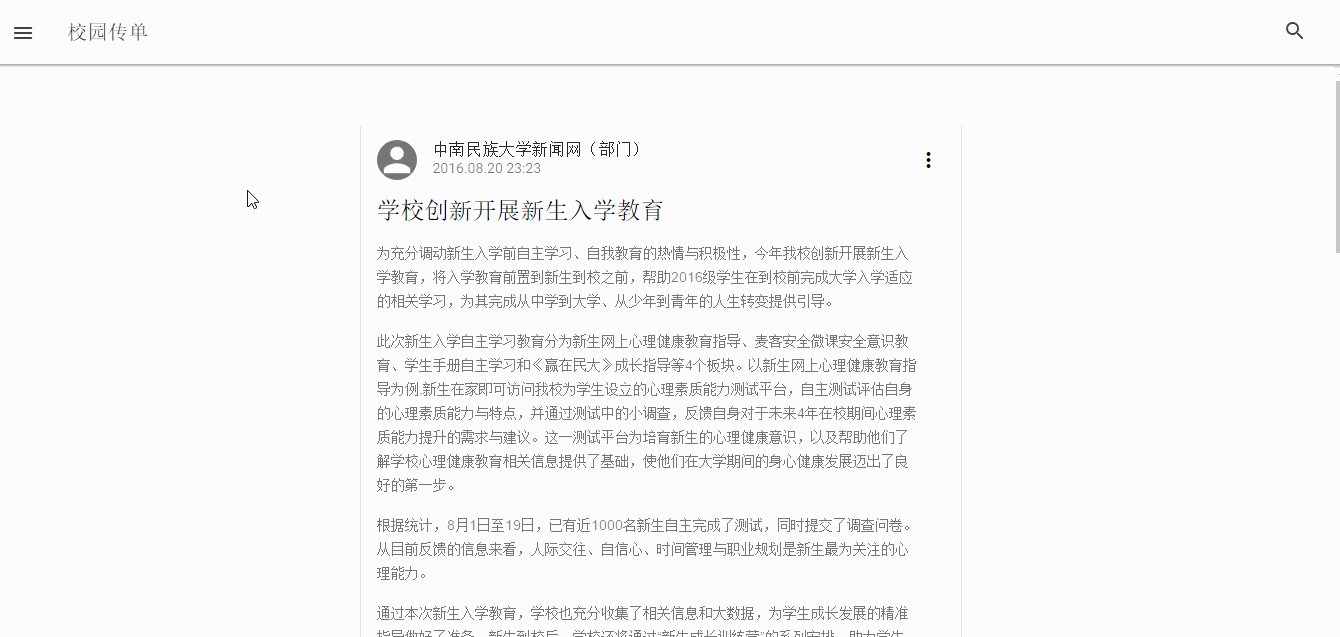 校园传单
中南民族大学新闻网（部门）
2016.08.20 23:23
学校创新开展新生入学教育
为充分调动新生入学前自主学习、自我教育的热情与积极性，今年我校创新开展新生入
学教育，将入学教育前置到新生到校之前，帮助2016级学生在到校前完成大学入学适应
的相关学习，为其完成从中学到大学、从少年到青年的人生转变提供引导。
此次新生入学自主学习教育分为新生网上心理健康教育指导、麦客安全微课安全意识教
育、学生手册自主学习和《赢在民大》成长指导等4个板块。以新生网上心理健康教育指
导为例,新生在家即可访问我校为学生设立的心理素质能力测试平台，自主测试评估自身
的心理素质能力与特点，并通过测试中的小调查，反馈自身对于未来4年在校期间心理素
质能力提升的需求与建议。这一测试平台为培育新生的心理健康意识，以及帮助他们了
解学校心理健康教育相关信息提供了基础，使他们在大学期间的身心健康发展迈出了良
好的第一步。
根据统计，8月1日至19日，已有近1000名新生自主完成了测试，同时提交了调查问卷。
从目前反馈的信息来看，人际交往、自信心、时间管理与职业规划是新生最为关注的心
理能力。
通过本次新生入学教育，学校也充分收集了相关信息和大数据，为学生成长发展的精准
指导做好了准备。新生到校后，学校还将通过“新生成长训练营”的系列安排，助力学生